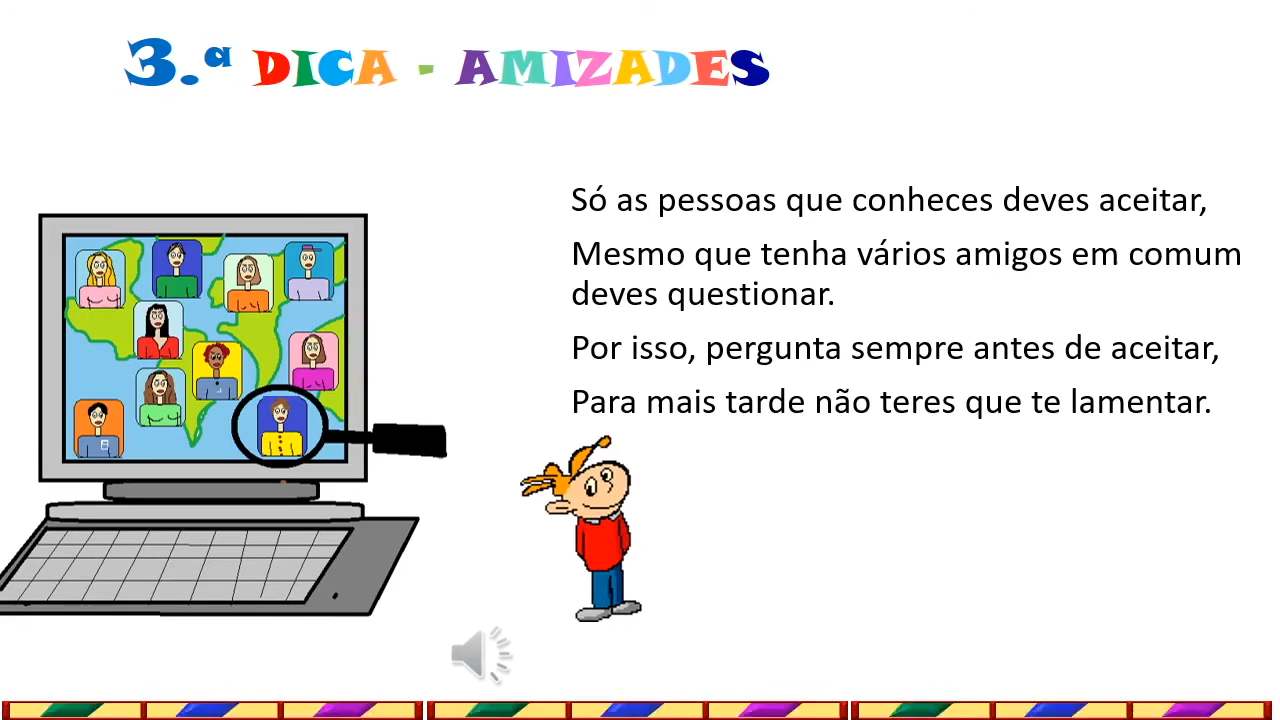 3.ª DICA - AMIZADES
Só as pessoas que conheces deves aceitar,
Mesmo que tenha vários amigos em comum
deves questionar.
Por isso, pergunta sempre antes de aceitar,
Para mais tarde não teres que te lamentar.